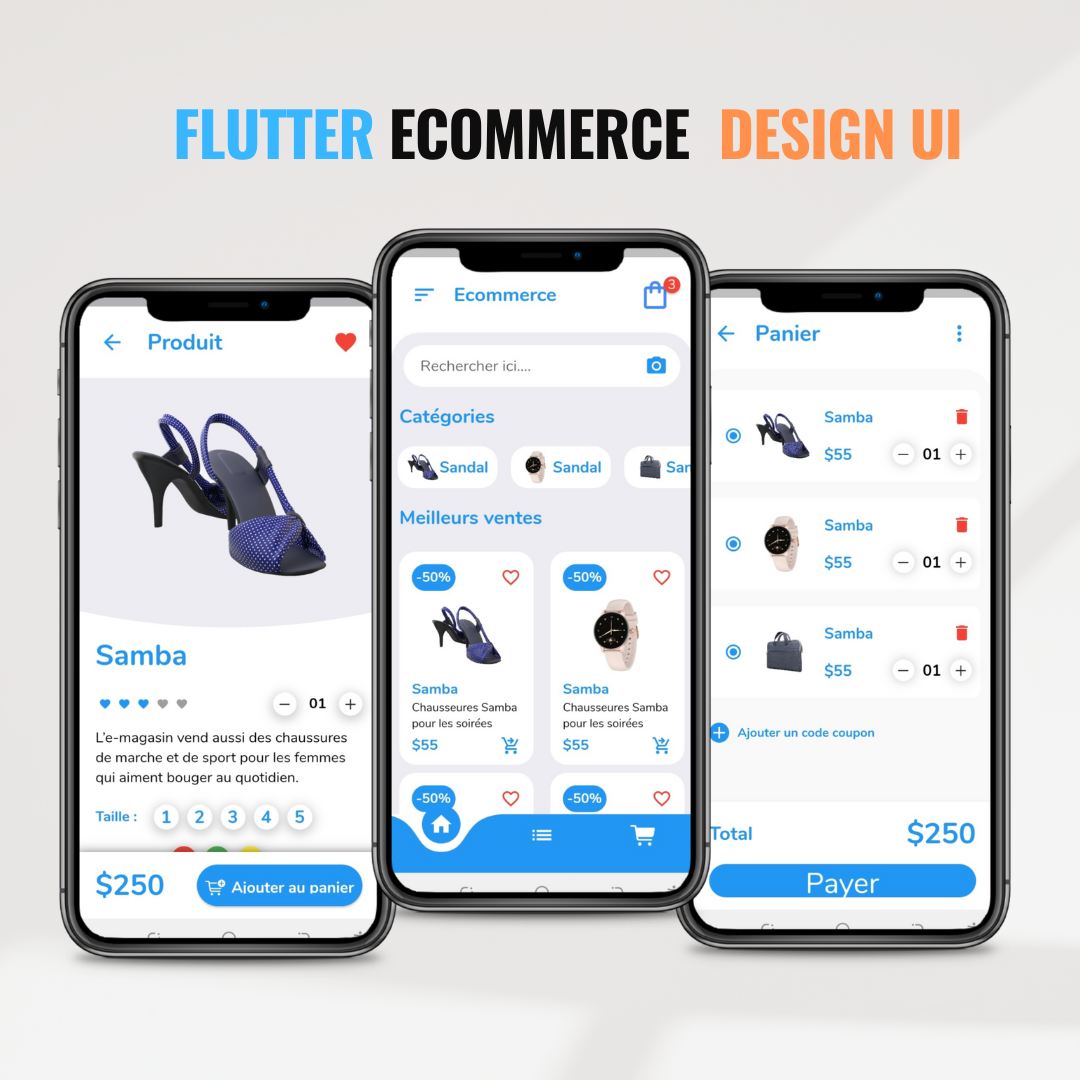 FLUTTER ECOMMERCE DESIGN UI
Produit
Samba
01
L'e-magasin vend aussi des chaussures
de marche et de sport pour les femmes
qui aiment bouger au quotidien.
Taille :
1
2
3
4
5
$250
Ajouter au panier
Ecommerce
3
Rechercher ici....
Catégories
Sandal
Sandal
San
Meilleurs ventes
-50%
Samba
Chausseures Samba
pour les soirées
$55
-50%
Samba
Chausseures Samba
pour les soirées
$55
-50%
-50%
Panier
Samba
$55
01
Samba
$55
01
Samba
$55
01
Ajouter un code coupon
Total
$250
Payer